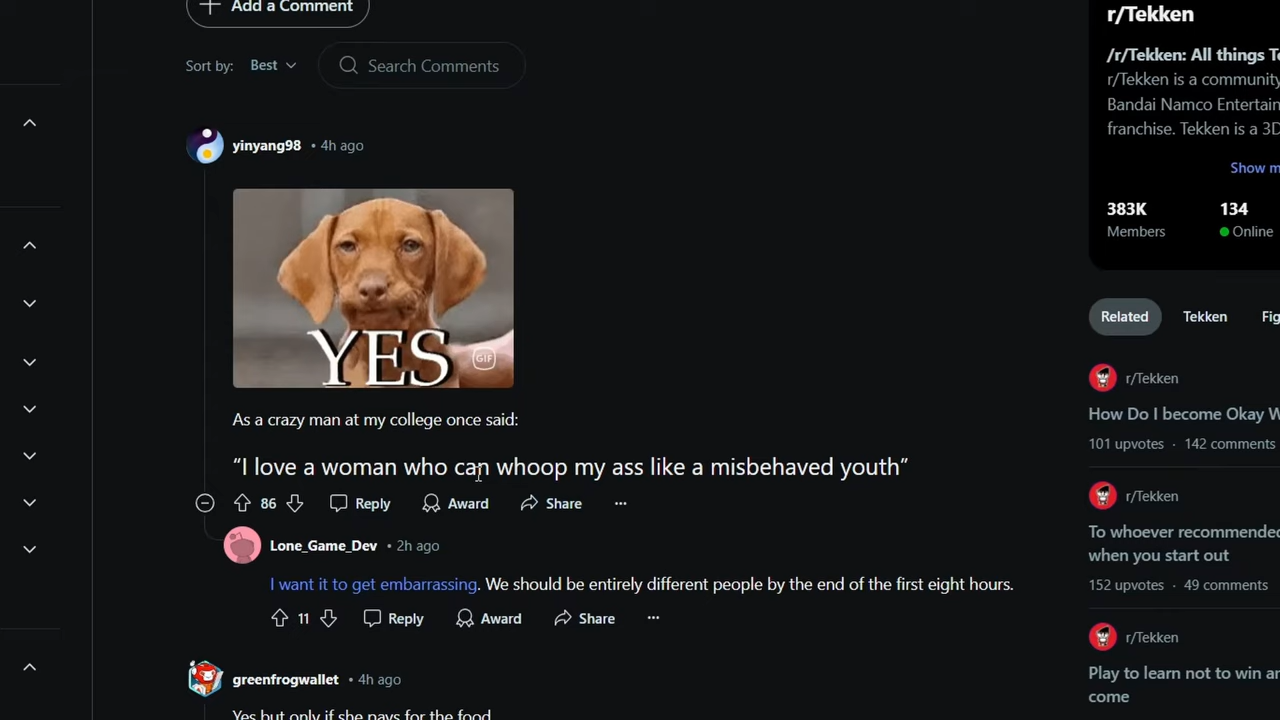 Add a Comment
Sort by: Best
Search Comments
yinyang98 • 4h ago
YES
GIF
As a crazy man at my college once said:
“I love a woman who can whoop my ass like a misbehaved youth”
86 Reply Award Share ...
Lone_Game_Dev • 2h ago
I want it to get embarrassing. We should be entirely different people by the end of the first eight hours.
11 Reply Award Share ...
greenfrogwallet • 4h ago
Yes but only if she pays for the food
r/Tekken
/r/Tekken: All things
r/Tekken is a community
Bandai Namco
franchise. Tekken is a 3D
Show
383K 134
Members Online
Related Tekken
r/Tekken
How Do I become Okay
101 upvotes · 142 comments
r/Tekken
To whoever recommended
when you start out
152 upvotes · 49 comments
r/Tekken
Play to learn not to win
come